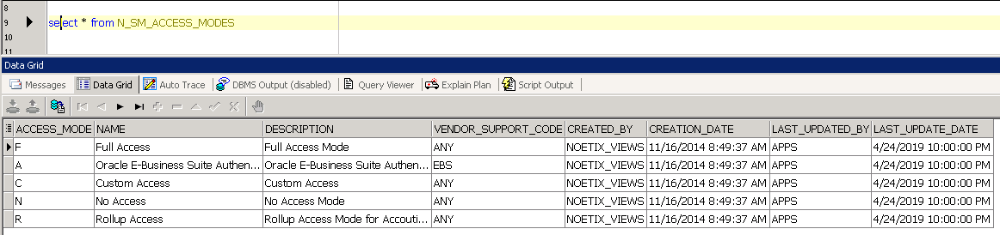 8
9 select * from N_SM_ACCESS_MODES
10
11
Data Grid
Messages Data Grid Auto Trace DBMS Output (disabled) Query Viewer Explain Plan Script Output
ACCESS_MODE NAME DESCRIPTION VENDOR_SUPPORT_CODE CREATED_BY CREATION_DATE LAST_UPDATED_BY LAST_UPDATE_DATE
F Full Access Full Access Mode ANY NOETIX_VIEWS 11/16/2014 8:49:37 AM APPS 4/24/2019 10:00:00 PM
A Oracle E-Business Suite Authen... Oracle E-Business Suite Authen... EBS NOETIX_VIEWS 11/16/2014 8:49:37 AM APPS 4/24/2019 10:00:00 PM
C Custom Access Custom Access ANY NOETIX_VIEWS 11/16/2014 8:49:37 AM APPS 4/24/2019 10:00:00 PM
N No Access No Access Mode ANY NOETIX_VIEWS 11/16/2014 8:49:37 AM APPS 4/24/2019 10:00:00 PM
R Rollup Access Rollup Access Mode for Accouti... ANY NOETIX_VIEWS 11/16/2014 8:49:37 AM APPS 4/24/2019 10:00:00 PM